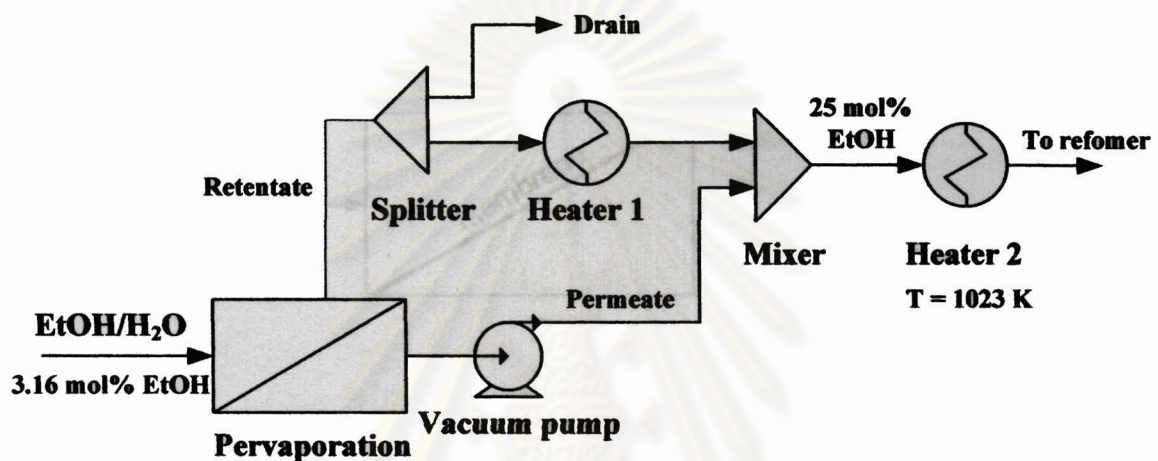 Drain
25 mol%
EtOH
To refomer
Retentate
Splitter
Heater 1
Mixer
Heater 2
T = 1023 K
Permeate
EtOH/H₂O
3.16 mol% EtOH
Vacuum pump
Pervaporation